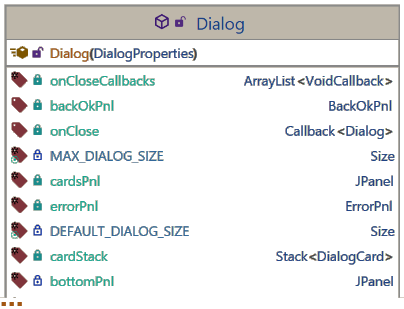 Dialog
Dialog(DialogProperties)
onCloseCallbacks ArrayList<VoidCallback>
backOkPnl BackOkPnl
onClose Callback<Dialog>
MAX_DIALOG_SIZE Size
cardsPnl JPanel
errorPnl ErrorPnl
DEFAULT_DIALOG_SIZE Size
cardStack Stack<DialogCard>
bottomPnl JPanel